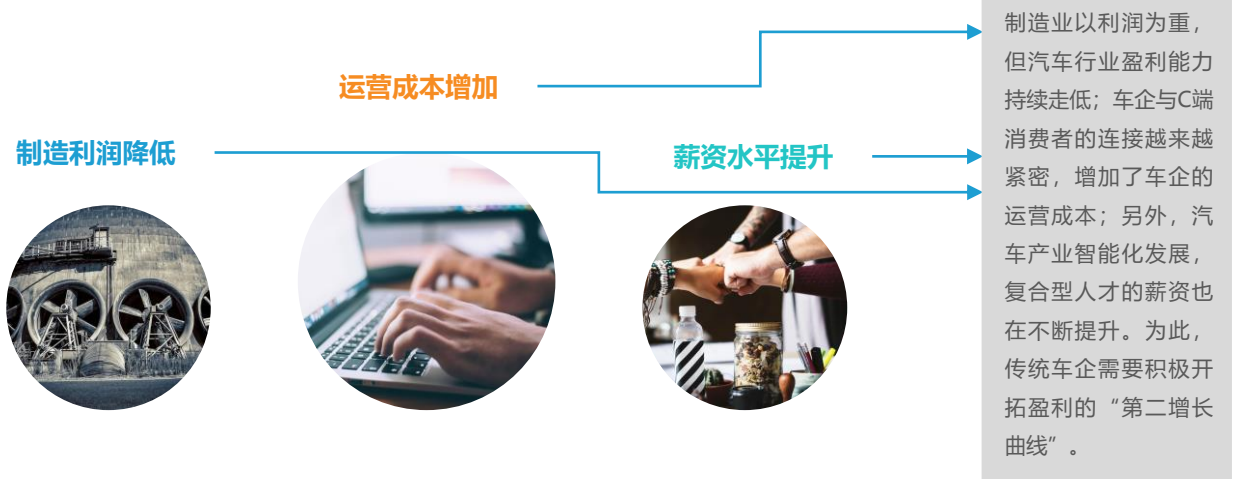 运营成本增加
制造利润降低
薪资水平提升
制造业以利润为重，
但汽车行业盈利能力
持续走低；车企与C端
消费者的连接越来越
紧密，增加了车企的
运营成本；另外，汽
车产业智能化发展，
复合型人才的薪资也
在不断提升。为此，
传统车企需要积极开
拓盈利的“第二增长
曲线”。